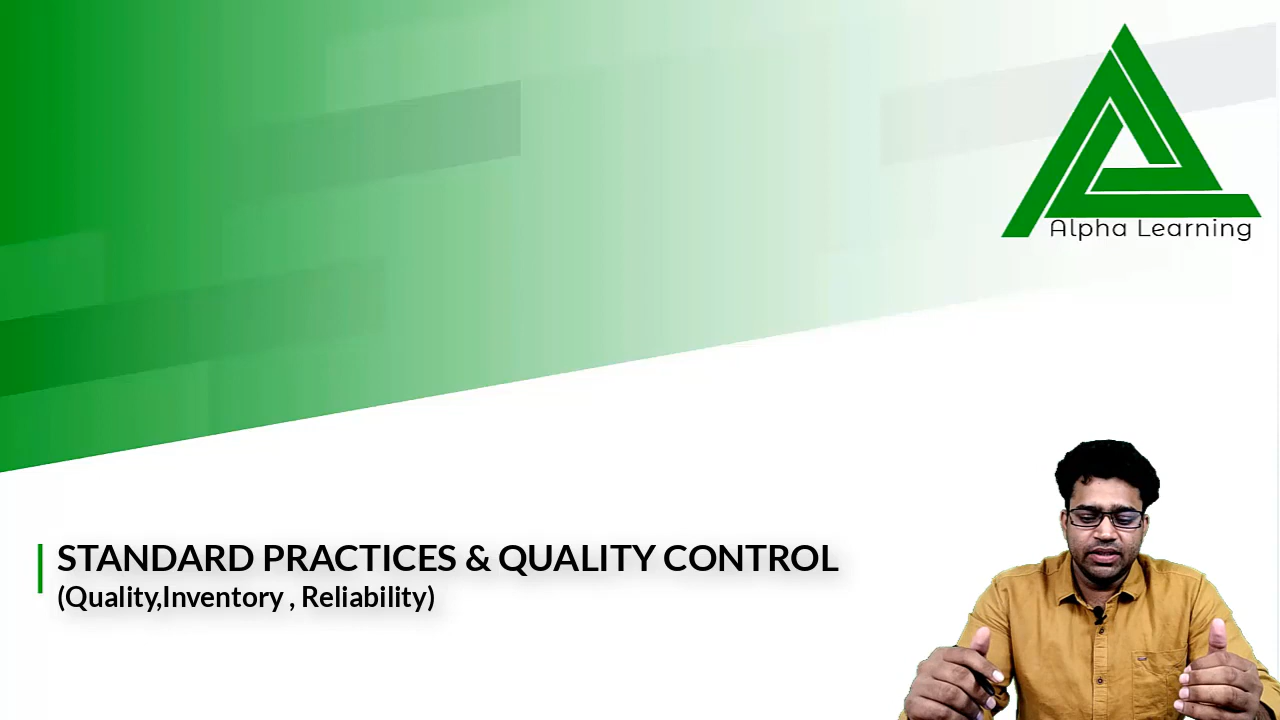 Alpha Learning
STANDARD PRACTICES & QUALITY CONTROL
(Quality,Inventory , Reliability)